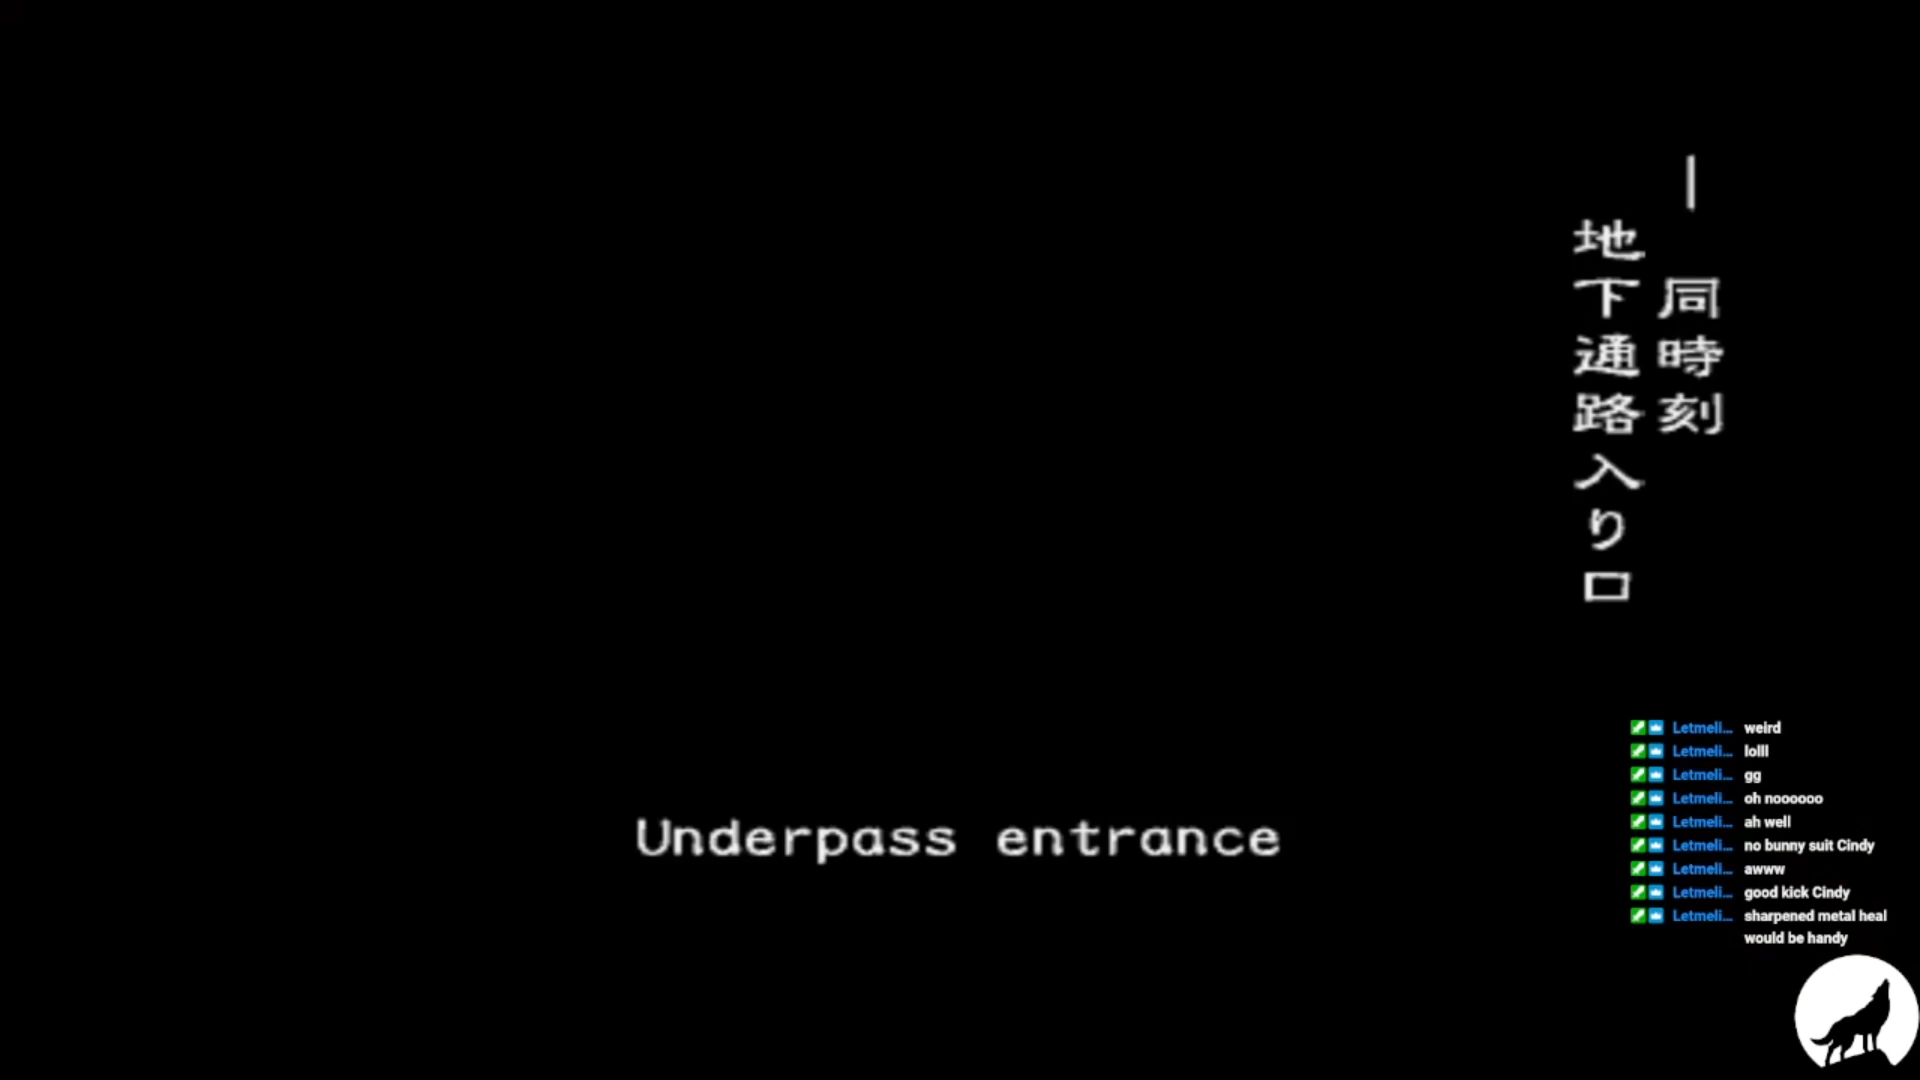 ―同時刻
地下通路入り口
Underpass entrance
Letmeli... weird
Letmeli... lolll
Letmeli... gg
Letmeli... oh noooooo
Letmeli... ah well
Letmeli... no bunny suit Cindy
Letmeli... awww
Letmeli... good kick Cindy
Letmeli... sharpened metal heal
would be handy